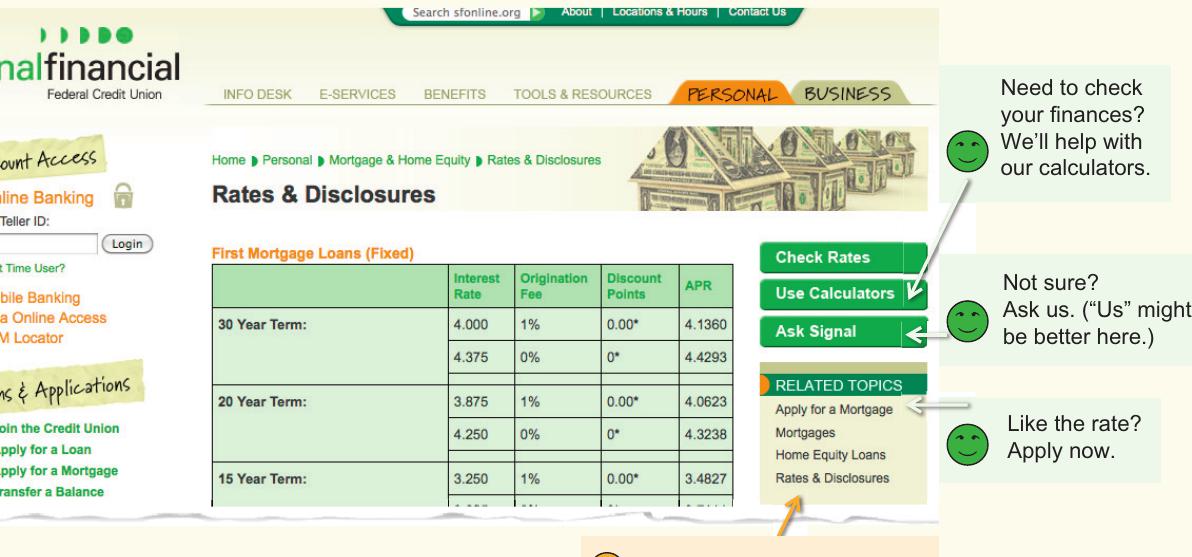 Search sfonline.org About | Locations & Hours | Contact Us
nalfinancial
Federal Credit Union
INFO DESK E-SERVICES BENEFITS TOOLS & RESOURCES PERSONAL BUSINESS
ount Access
line Banking
Teller ID:
Login
t Time User?
bile Banking
a Online Access
M Locator
ns & Applications
oin the Credit Union
pply for a Loan
pply for a Mortgage
ransfer a Balance
Home Personal Mortgage & Home Equity Rates & Disclosures
Rates & Disclosures
First Mortgage Loans (Fixed)
Interest Rate Origination Fee Discount Points APR
30 Year Term: 4.000 1% 0.00* 4.1360
4.375 0% 0* 4.4293
20 Year Term: 3.875 1% 0.00* 4.0623
4.250 0% 0* 4.3238
15 Year Term: 3.250 1% 0.00* 3.4827
Check Rates
Use Calculators
Ask Signal
RELATED TOPICS
Apply for a Mortgage
Mortgages
Home Equity Loans
Rates & Disclosures
Need to check
your finances?
We'll help with
our calculators.
Not sure?
Ask us. (“Us” might
be better here.)
Like the rate?
Apply now.